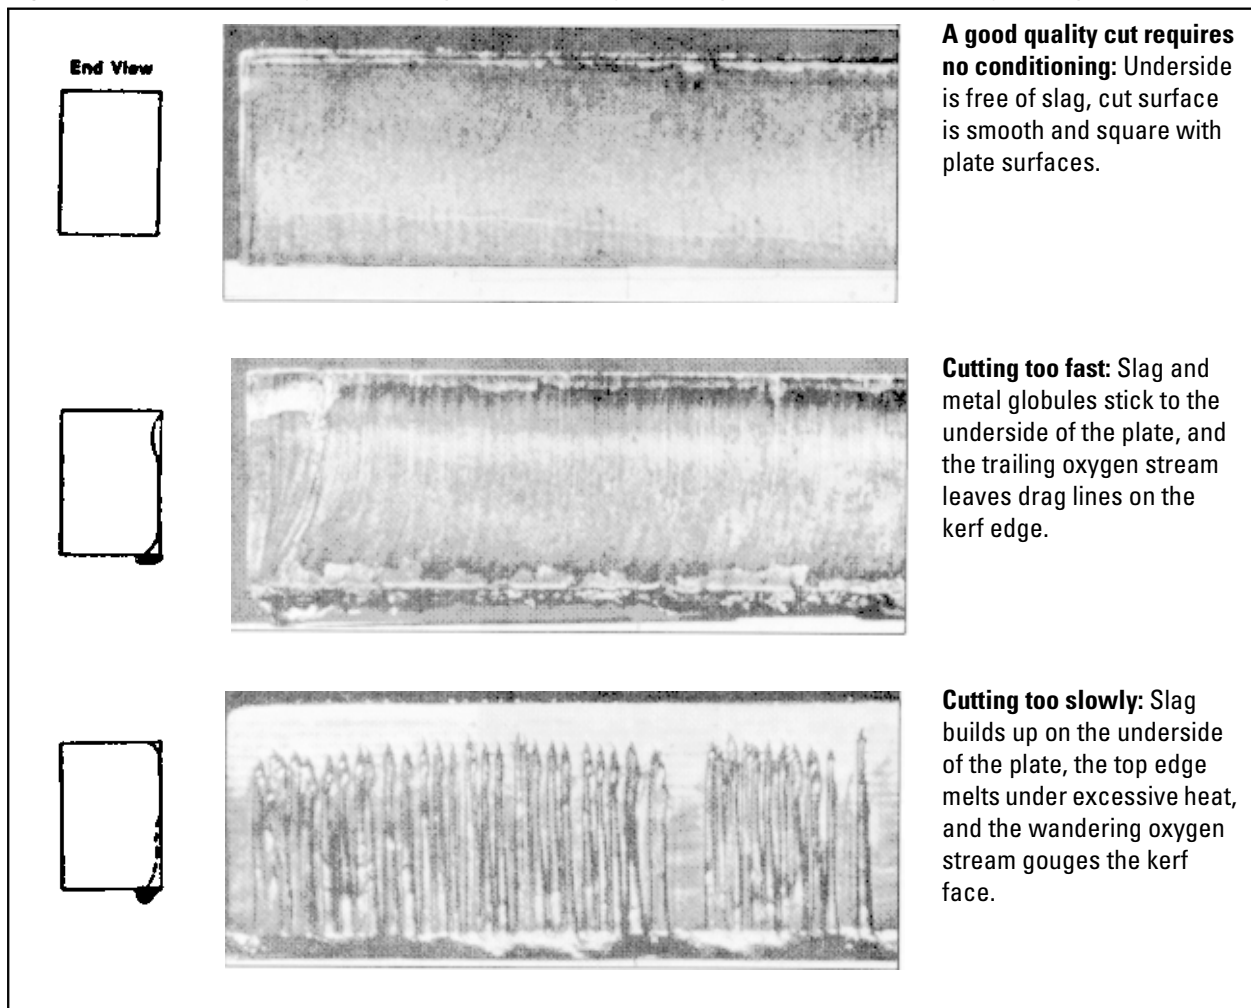 End View
A good quality cut requires
no conditioning: Underside
is free of slag, cut surface
is smooth and square with
plate surfaces.
Cutting too fast: Slag and
metal globules stick to the
underside of the plate, and
the trailing oxygen stream
leaves drag lines on the
kerf edge.
Cutting too slowly: Slag
builds up on the underside
of the plate, the top edge
melts under excessive heat,
and the wandering oxygen
stream gouges the kerf
face.